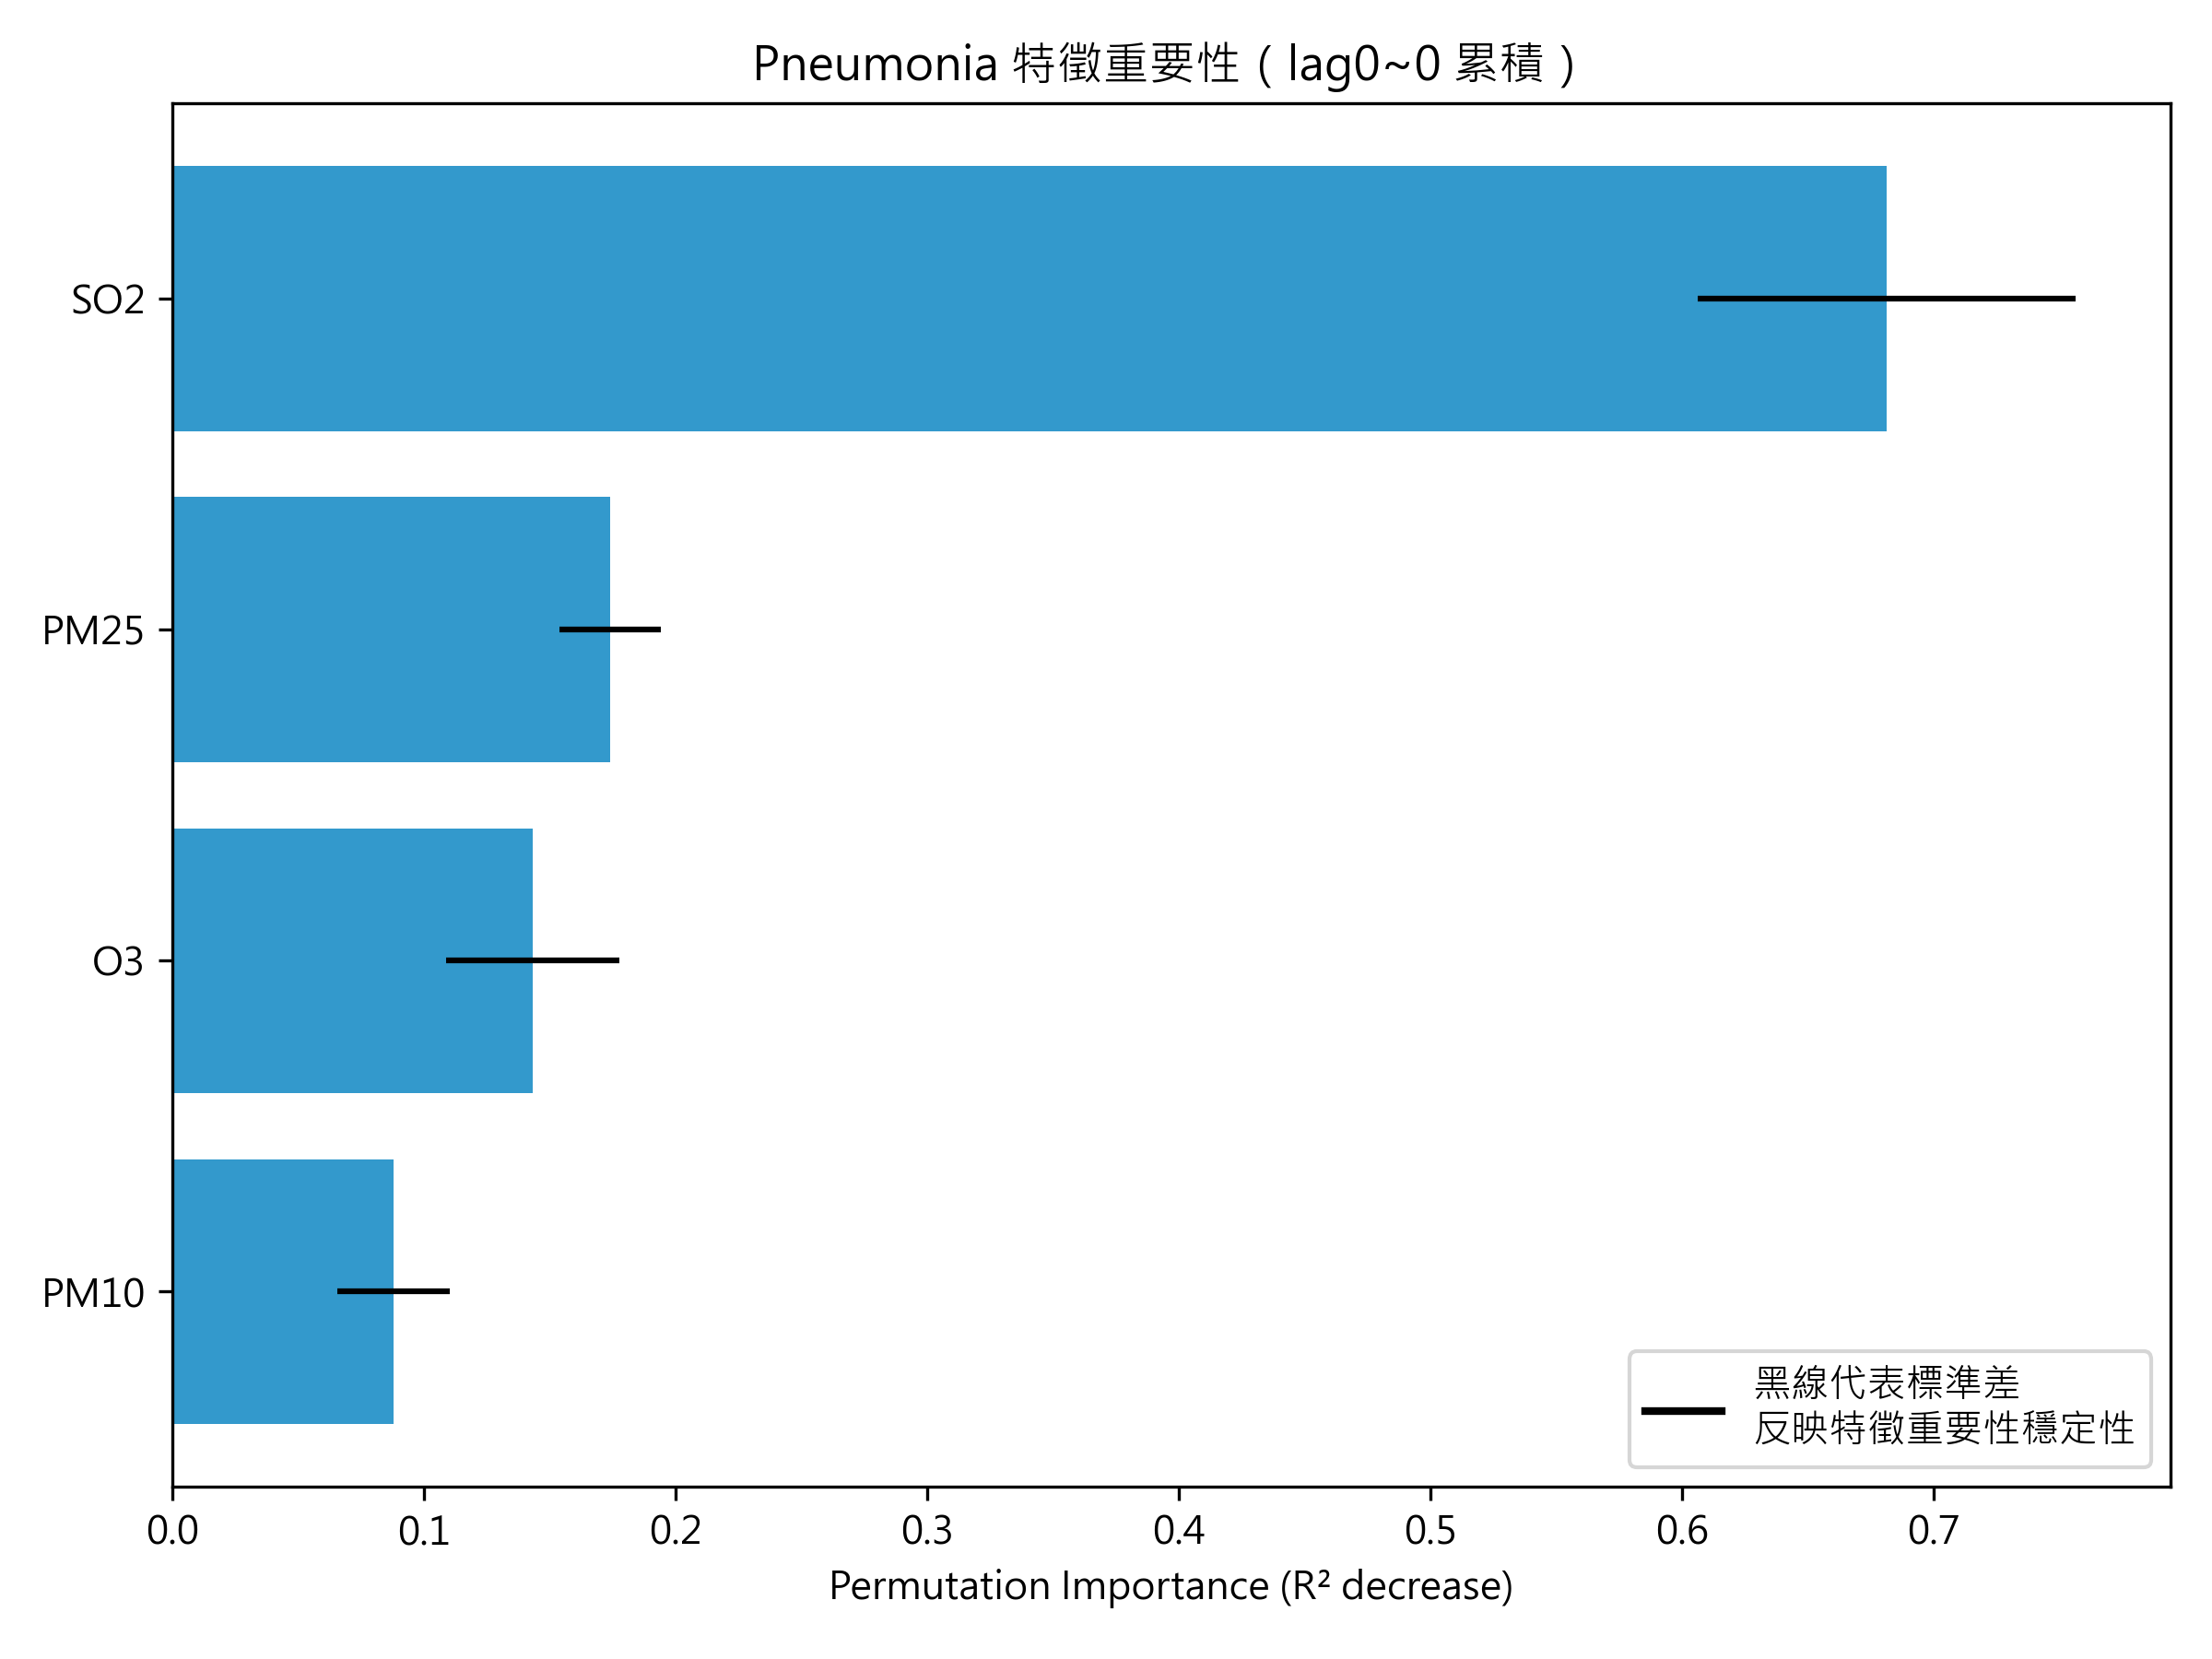 Pneumonia 特徵重要性（lag0~0 累積）
SO2
PM25
O3
PM10
黑線代表標準差
反映特徵重要性穩定性
0.0 0.1 0.2 0.3 0.4 0.5 0.6 0.7
Permutation Importance (R² decrease)